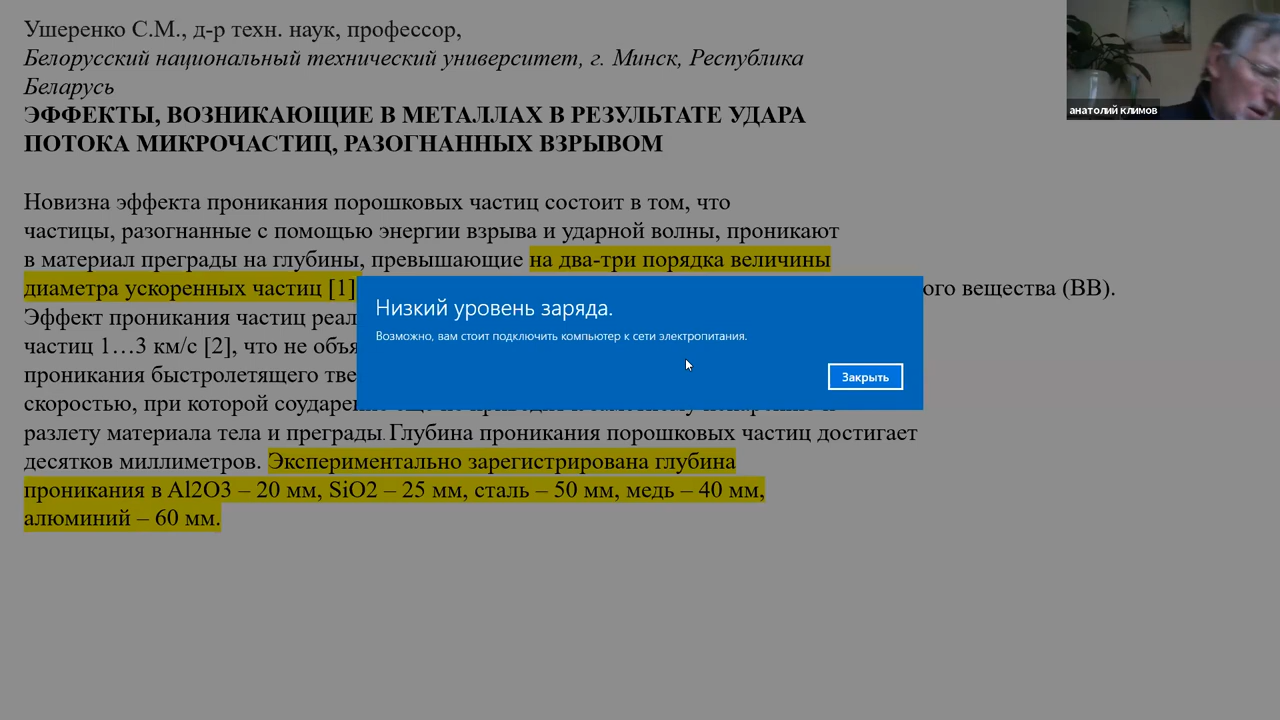 Ушеренко С.М., д-р техн. наук, профессор,
Белорусский национальный технический университет, г. Минск, Республика
Беларусь
ЭФФЕКТЫ, ВОЗНИКАЮЩИЕ В МЕТАЛЛАХ В РЕЗУЛЬТАТЕ УДАРА
ПОТОКА МИКРОЧАСТИЦ, РАЗОГНАННЫХ ВЗРЫВОМ
анатолий климов
Новизна эффекта проникания порошковых частиц состоит в том, что
частицы, разогнанные с помощью энергии взрыва и ударной волны, проникают
в материал преграды на глубины, превышающие на два-три порядка величины
диаметра ускоренных частиц [1] ого вещества (ВВ).
Эффект проникания частиц реал
частиц 1…3 км/с [2], что не объя
проникания быстролетящего тве
скоростью, при которой соударен
разлету материала тела и преграды. Глубина проникания порошковых частиц достигает
десятков миллиметров. Экспериментально зарегистрирована глубина
проникания в Al2O3 – 20 мм, SiO2 – 25 мм, сталь – 50 мм, медь – 40 мм,
алюминий – 60 мм.
Низкий уровень заряда.
Возможно, вам стоит подключить компьютер к сети электропитания.
Закрыть